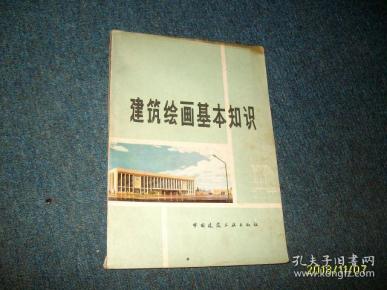 建筑绘画基本知识
中国建筑工业出版社
孔夫子旧书网
2018/11/07